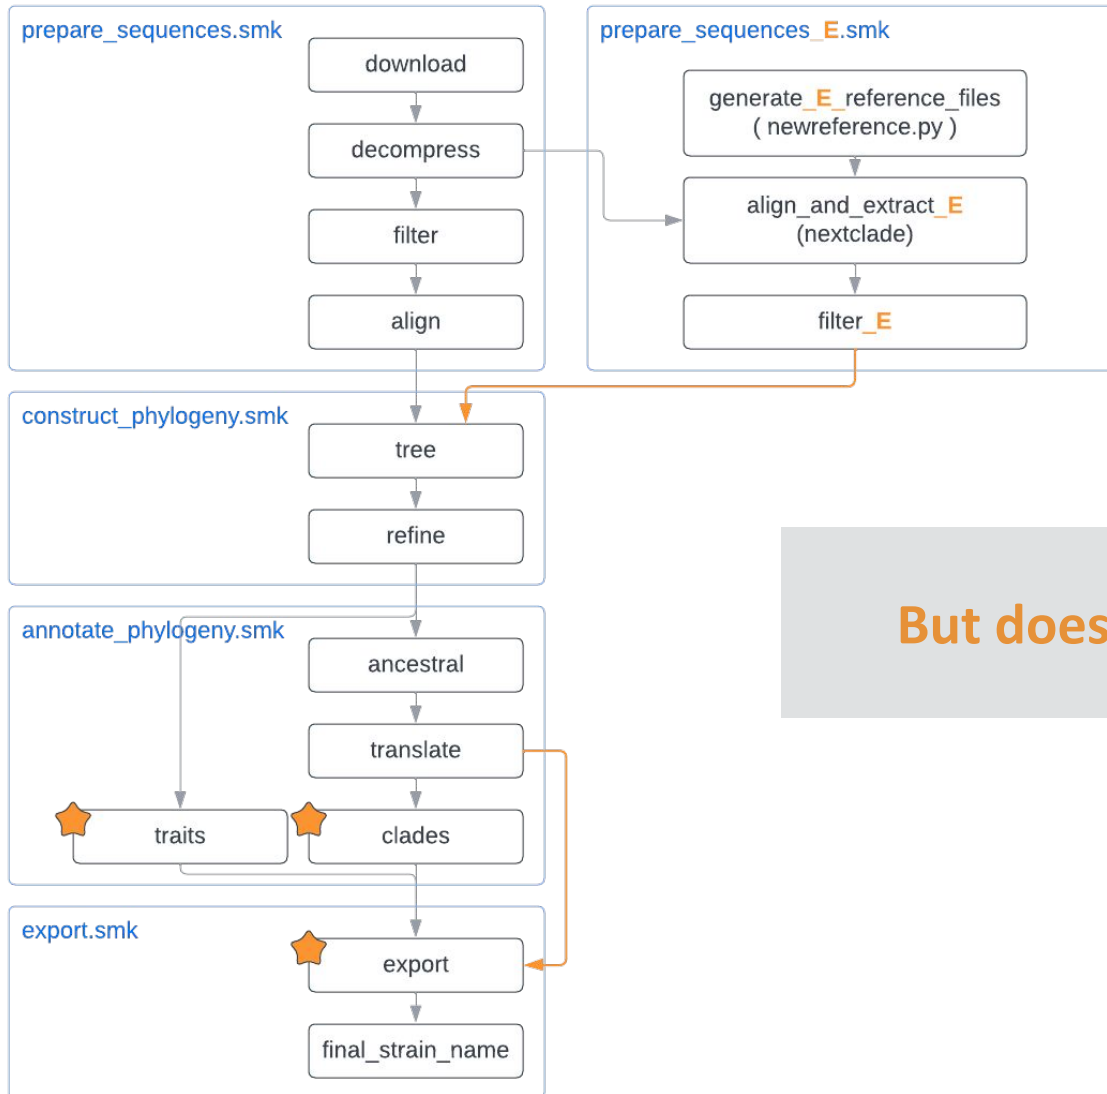 prepare_sequences.smk
download
decompress
filter
align
prepare_sequences_E.smk
generate_E_reference_files
( newreference.py )
align_and_extract_E
(nextclade)
filter_E
construct_phylogeny.smk
tree
refine
But does
annotate_phylogeny.smk
ancestral
translate
traits
clades
export.smk
export
final_strain_name